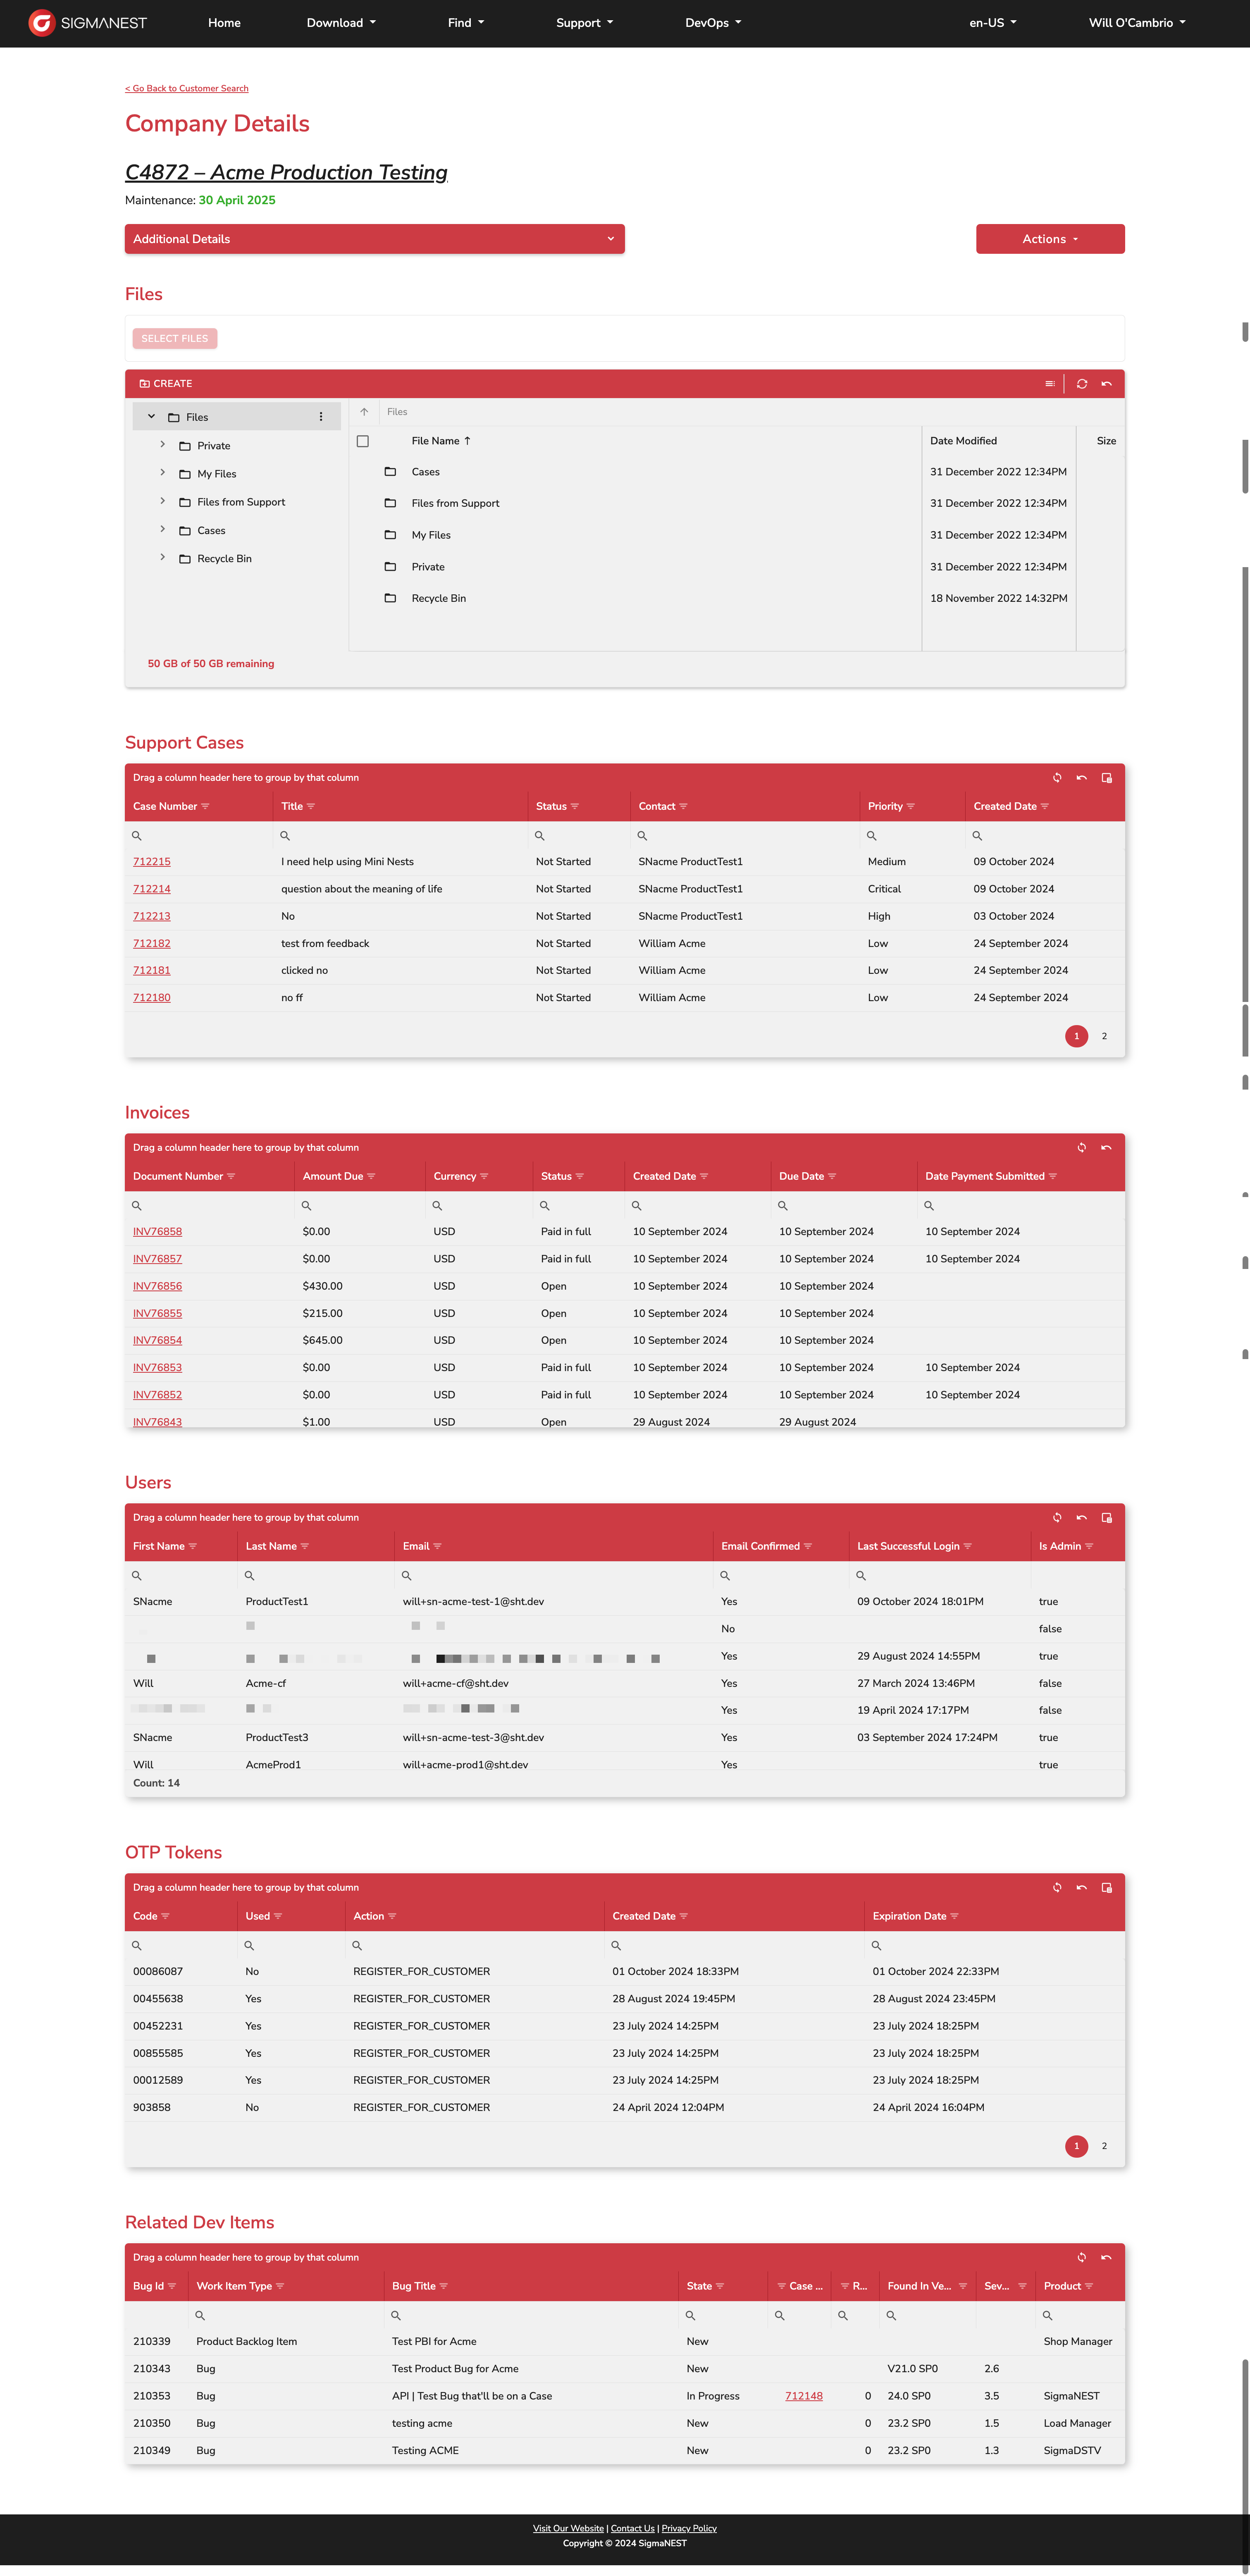 SIGMANEST Home Download Find Support DevOps en-US Will O'Cambrio
< Go Back to Customer Search
Company Details
C4872 – Acme Production Testing
Maintenance: 30 April 2025
Additional Details Actions
Files
SELECT FILES
CREATE
Files
Private
My Files
Files from Support
Cases
Recycle Bin
50 GB of 50 GB remaining
Files
File Name Date Modified Size
Cases 31 December 2022 12:34PM
Files from Support 31 December 2022 12:34PM
My Files 31 December 2022 12:34PM
Private 31 December 2022 12:34PM
Recycle Bin 18 November 2022 14:32PM
Support Cases
Drag a column header here to group by that column
Case Number Title Status Contact Priority Created Date
712215 I need help using Mini Nests Not Started SNacme ProductTest1 Medium 09 October 2024
712214 question about the meaning of life Not Started SNacme ProductTest1 Critical 09 October 2024
712213 No Not Started SNacme ProductTest1 High 03 October 2024
712182 test from feedback Not Started William Acme Low 24 September 2024
712181 clicked no Not Started William Acme Low 24 September 2024
712180 no ff Not Started William Acme Low 24 September 2024
1 2
Invoices
Drag a column header here to group by that column
Document Number Amount Due Currency Status Created Date Due Date Date Payment Submitted
INV76858 $0.00 USD Paid in full 10 September 2024 10 September 2024 10 September 2024
INV76857 $0.00 USD Paid in full 10 September 2024 10 September 2024 10 September 2024
INV76856 $430.00 USD Open 10 September 2024 10 September 2024
INV76855 $215.00 USD Open 10 September 2024 10 September 2024
INV76854 $645.00 USD Open 10 September 2024 10 September 2024
INV76853 $0.00 USD Paid in full 10 September 2024 10 September 2024 10 September 2024
INV76852 $0.00 USD Paid in full 10 September 2024 10 September 2024 10 September 2024
INV76843 $1.00 USD Open 29 August 2024 29 August 2024
Users
Drag a column header here to group by that column
First Name Last Name Email Email Confirmed Last Successful Login Is Admin
SNacme ProductTest1 will+sn-acme-test-1@sht.dev Yes 09 October 2024 18:01PM true
No false
Yes 29 August 2024 14:55PM true
Will Acme-cf will+acme-cf@sht.dev Yes 27 March 2024 13:46PM false
Yes 19 April 2024 17:17PM false
SNacme ProductTest3 will+sn-acme-test-3@sht.dev Yes 03 September 2024 17:24PM true
Will AcmeProd1 will+acme-prod1@sht.dev Yes true
Count: 14
OTP Tokens
Drag a column header here to group by that column
Code Used Action Created Date Expiration Date
00086087 No REGISTER_FOR_CUSTOMER 01 October 2024 18:33PM 01 October 2024 22:33PM
00455638 Yes REGISTER_FOR_CUSTOMER 28 August 2024 19:45PM 28 August 2024 23:45PM
00452231 Yes REGISTER_FOR_CUSTOMER 23 July 2024 14:25PM 23 July 2024 18:25PM
00855585 Yes REGISTER_FOR_CUSTOMER 23 July 2024 14:25PM 23 July 2024 18:25PM
00012589 Yes REGISTER_FOR_CUSTOMER 23 July 2024 14:25PM 23 July 2024 18:25PM
903858 No REGISTER_FOR_CUSTOMER 24 April 2024 12:04PM 24 April 2024 16:04PM
1 2
Related Dev Items
Drag a column header here to group by that column
Bug Id Work Item Type Bug Title State Case ... R... Found In Ve... Sev... Product
210339 Product Backlog Item Test PBI for Acme New Shop Manager
210343 Bug Test Product Bug for Acme New V21.0 SP0 2.6
210353 Bug API | Test Bug that'll be on a Case In Progress 712148 0 24.0 SP0 3.5 SigmaNEST
210350 Bug testing acme New 0 23.2 SP0 1.5 Load Manager
210349 Bug Testing ACME New 0 23.2 SP0 1.3 SigmaDSTV
Visit Our Website | Contact Us | Privacy Policy
Copyright © 2024 SigmaNEST